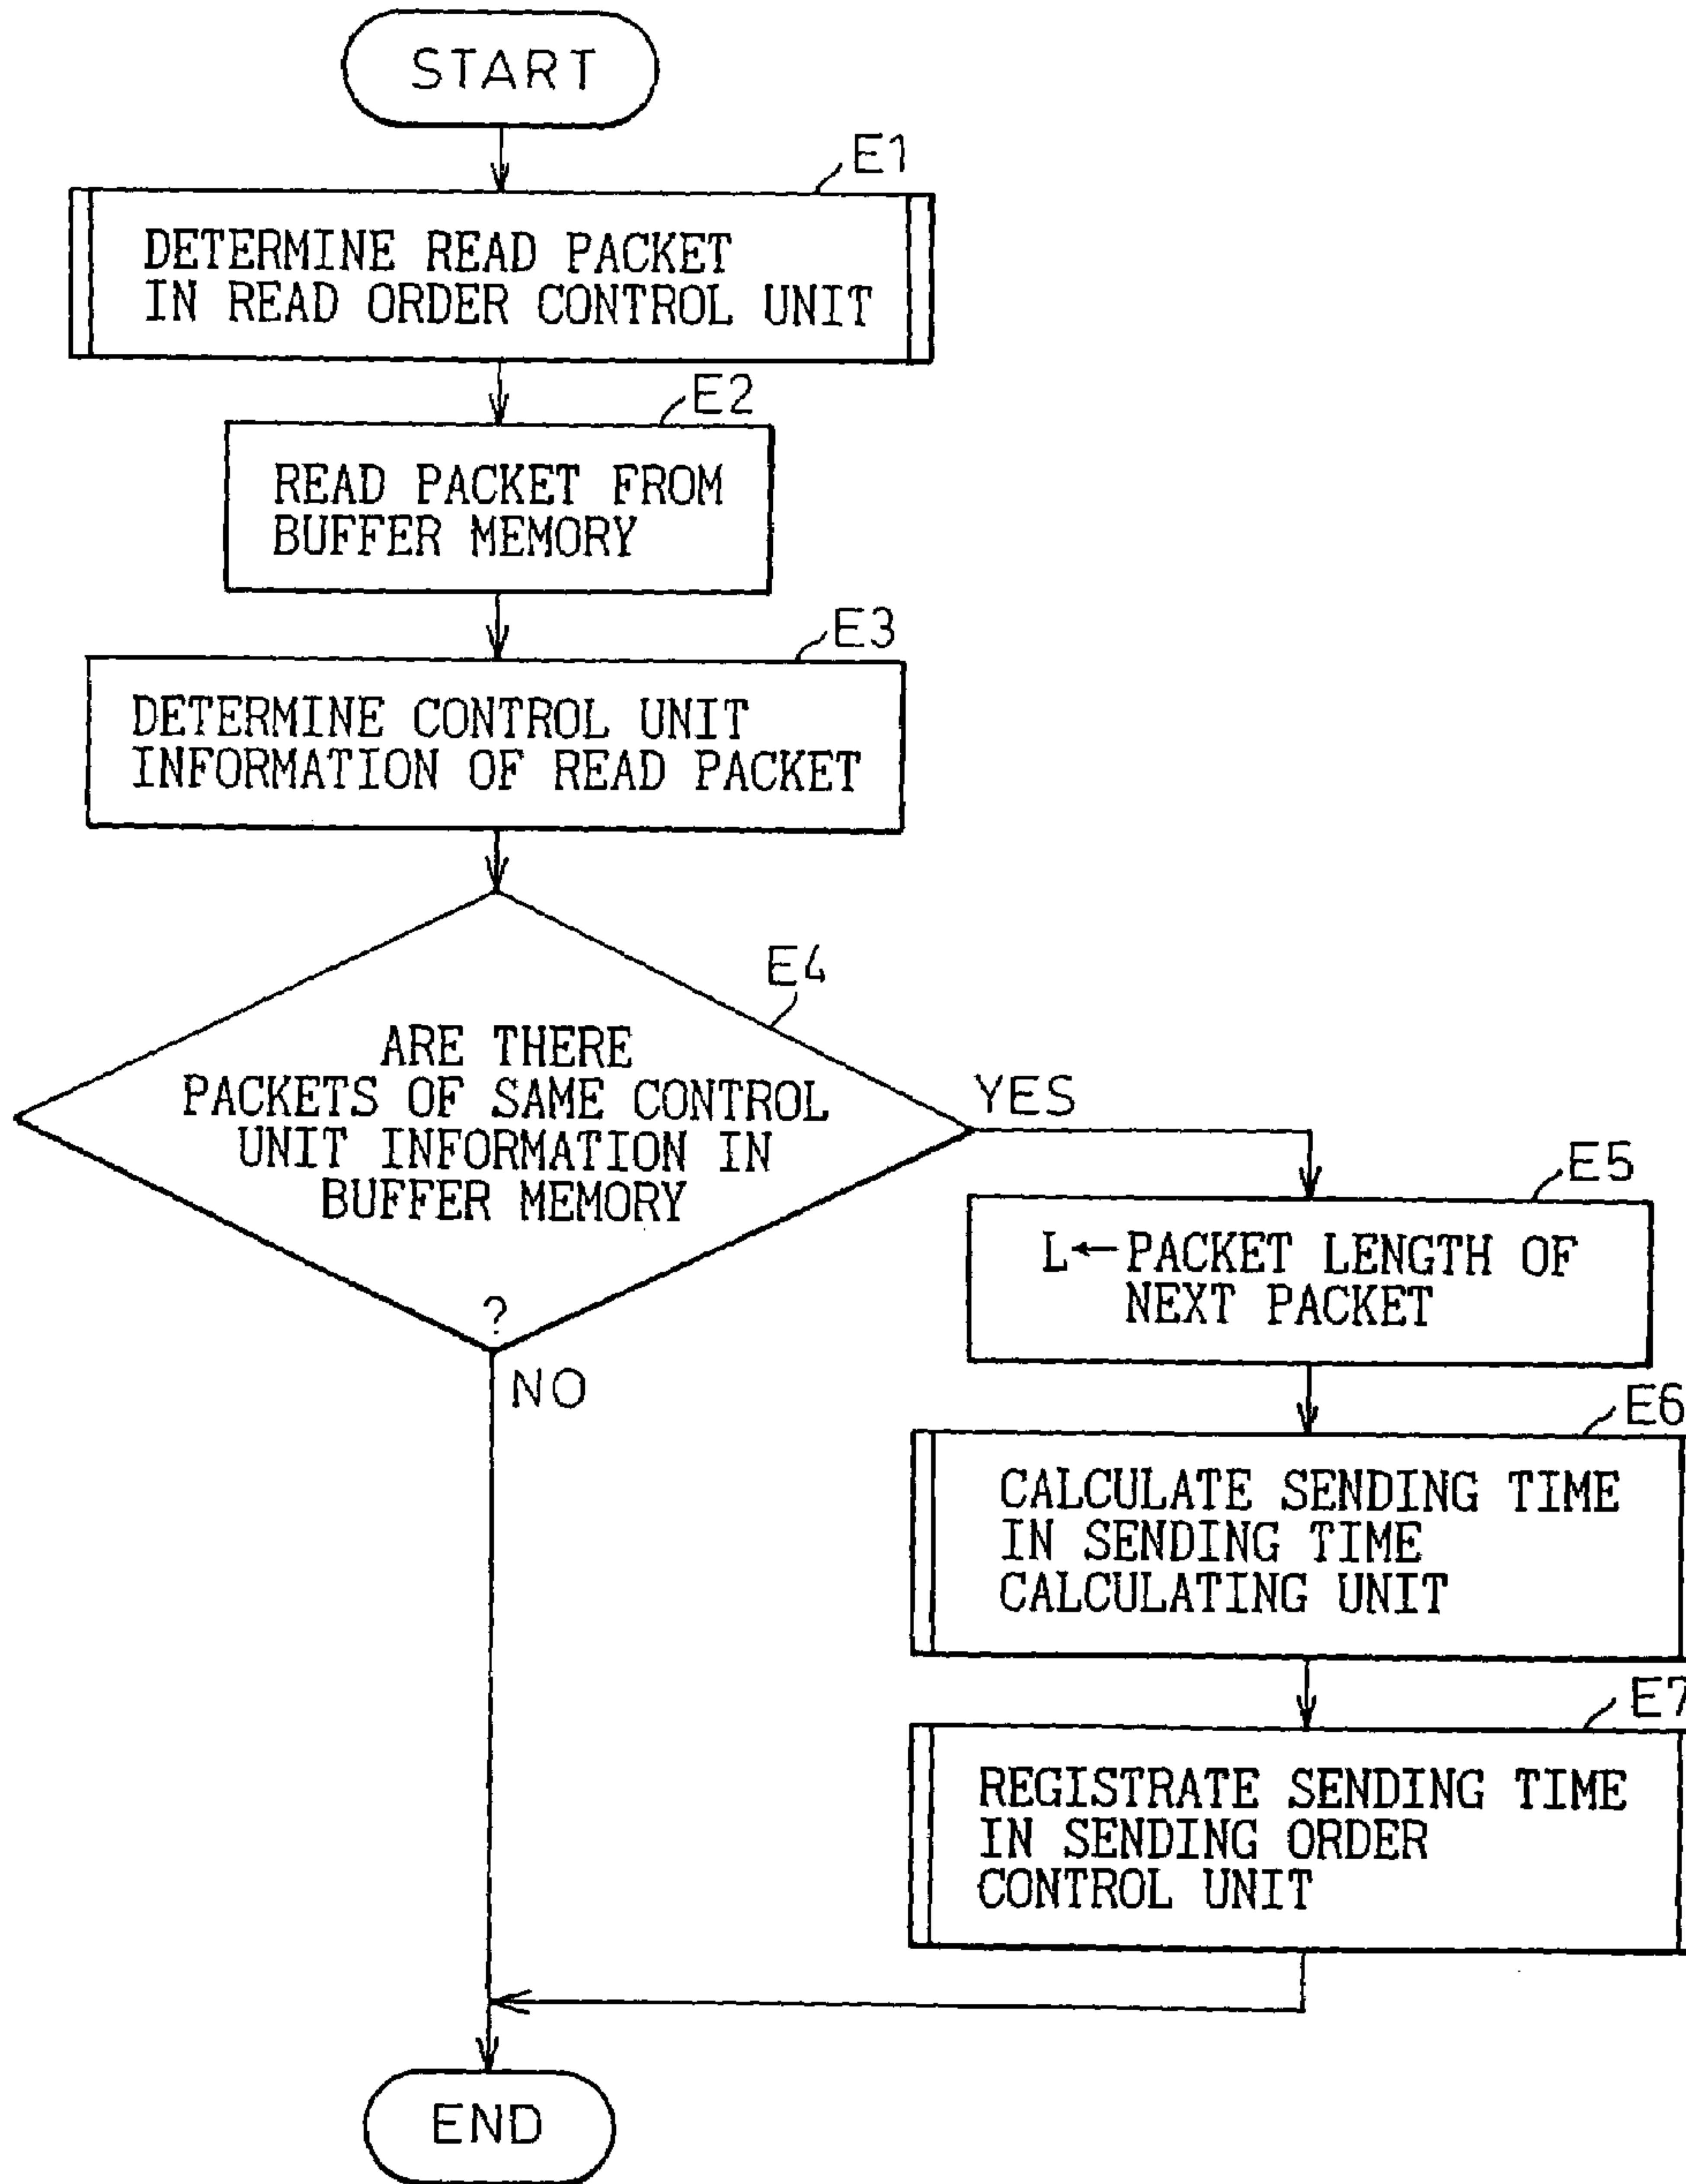 START
E1
DETERMINE READ PACKET
IN READ ORDER CONTROL UNIT
E2
READ PACKET FROM
BUFFER MEMORY
E3
DETERMINE CONTROL UNIT
INFORMATION OF READ PACKET
E4
ARE THERE
PACKETS OF SAME CONTROL
UNIT INFORMATION IN
BUFFER MEMORY
?
YES
NO
E5
L←PACKET LENGTH OF
NEXT PACKET
E6
CALCULATE SENDING TIME
IN SENDING TIME
CALCULATING UNIT
E7
REGISTRATE SENDING TIME
IN SENDING ORDER
CONTROL UNIT
END